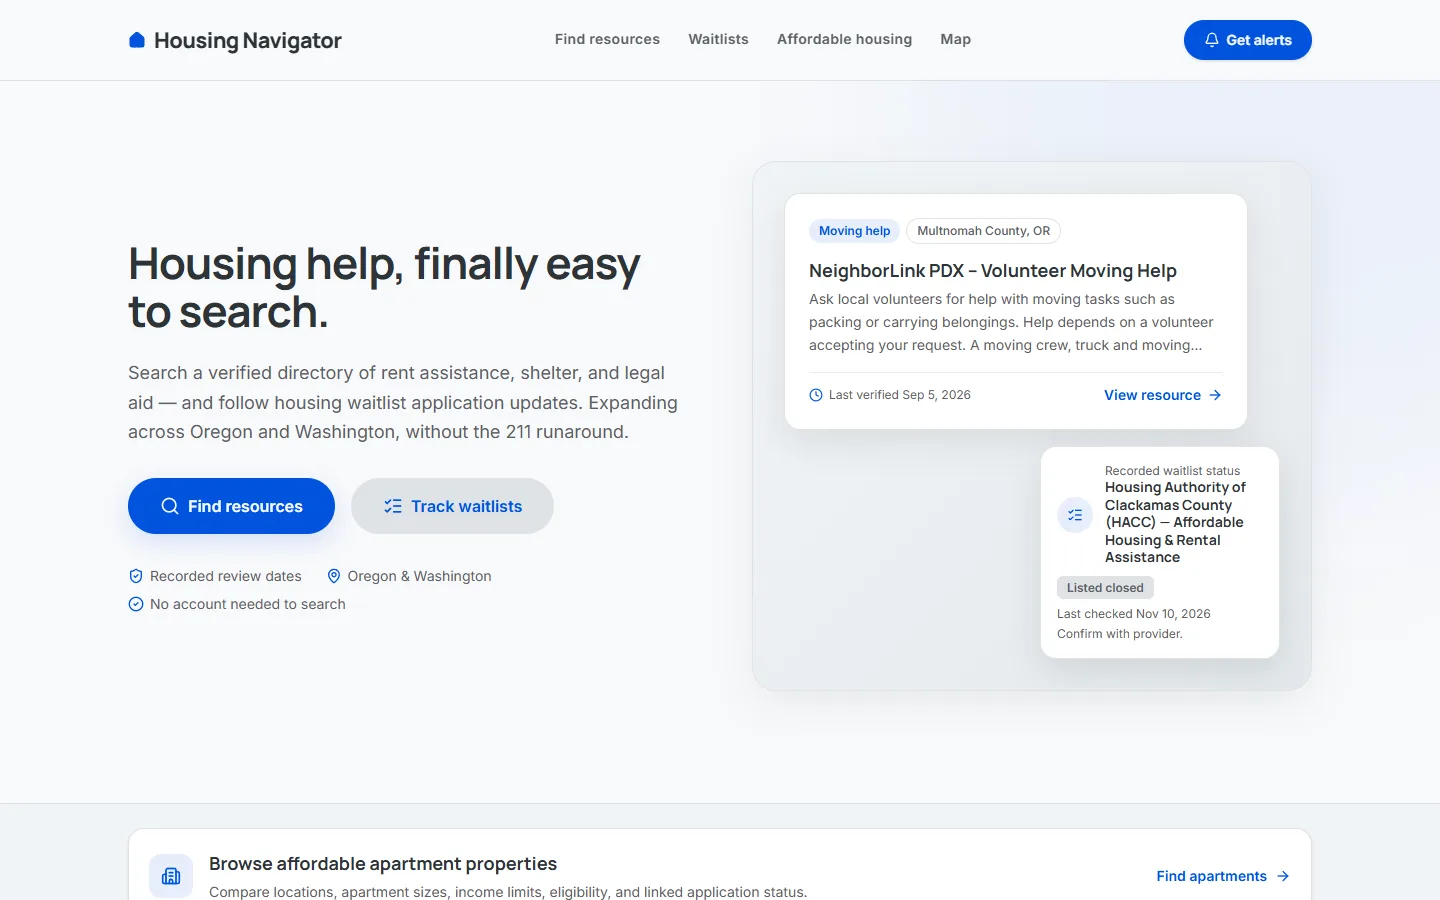 Housing Navigator
Find resources
Waitlists
Affordable housing
Map
Get alerts
Housing help, finally easy
to search.
Search a verified directory of rent assistance, shelter, and legal
aid — and follow housing waitlist application updates. Expanding
across Oregon and Washington, without the 211 runaround.
Find resources
Track waitlists
Recorded review dates
Oregon & Washington
No account needed to search
Moving help
Multnomah County, OR
NeighborLink PDX – Volunteer Moving Help
Ask local volunteers for help with moving tasks such as
packing or carrying belongings. Help depends on a volunteer
accepting your request. A moving crew, truck and moving...
Last verified Sep 5, 2026
View resource
Recorded waitlist status
Housing Authority of
Clackamas County
(HACC) — Affordable
Housing & Rental
Assistance
Listed closed
Last checked Nov 10, 2026
Confirm with provider.
Browse affordable apartment properties
Compare locations, apartment sizes, income limits, eligibility, and linked application status.
Find apartments